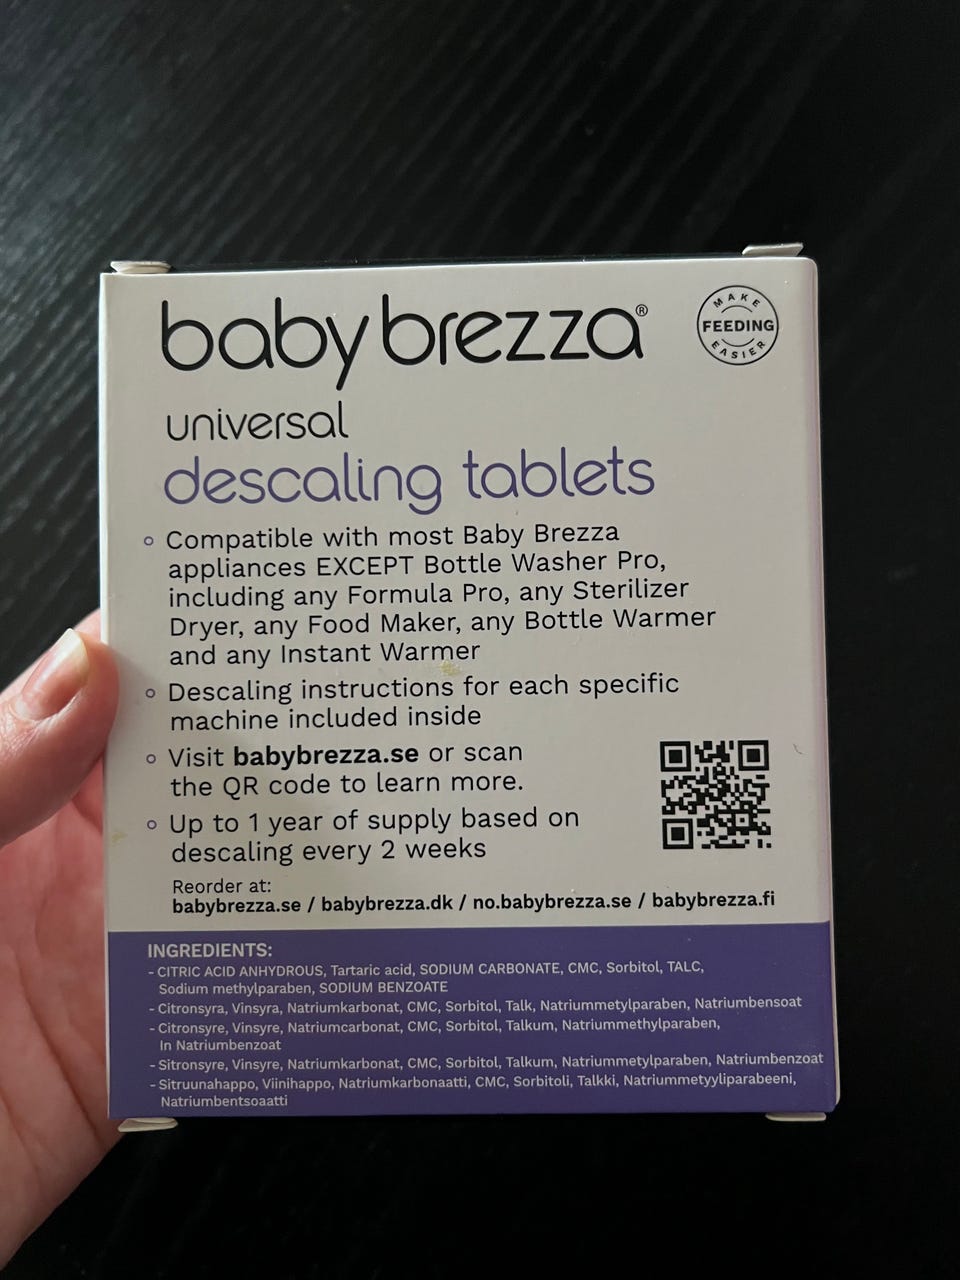 baby brezza®
MAKE
FEEDING
EASIER
universal
descaling tablets
Compatible with most Baby Brezza
appliances EXCEPT Bottle Washer Pro,
including any Formula Pro, any Sterilizer
Dryer, any Food Maker, any Bottle Warmer
and any Instant Warmer
Descaling instructions for each specific
machine included inside
Visit babybrezza.se or scan
the QR code to learn more.
Up to 1 year of supply based on
descaling every 2 weeks
Reorder at:
babybrezza.se / babybrezza.dk / no.babybrezza.se / babybrezza.fi
INGREDIENTS:
- CITRIC ACID ANHYDROUS, Tartaric acid, SODIUM CARBONATE, CMC, Sorbitol, TALC,
Sodium methylparaben, SODIUM BENZOATE
- Citronsyra, Vinsyra, Natriumkarbonat, CMC, Sorbitol, Talk, Natriummetylparaben, Natriumbensoat
- Citronsyre, Vinsyre, Natriumcarbonat, CMC, Sorbitol, Talkum, Natriummethylparaben,
In Natriumbenzoat
- Sitronsyre, Vinsyre, Natriumkarbonat, CMC, Sorbitol, Talkum, Natriummetylparaben, Natriumbenzoat
- Sitruunahappo, Viinihappo, Natriumkarbonaatti, CMC, Sorbitoli, Talkki, Natriummetyyliparabeeni,
Natriumbentsoaatti